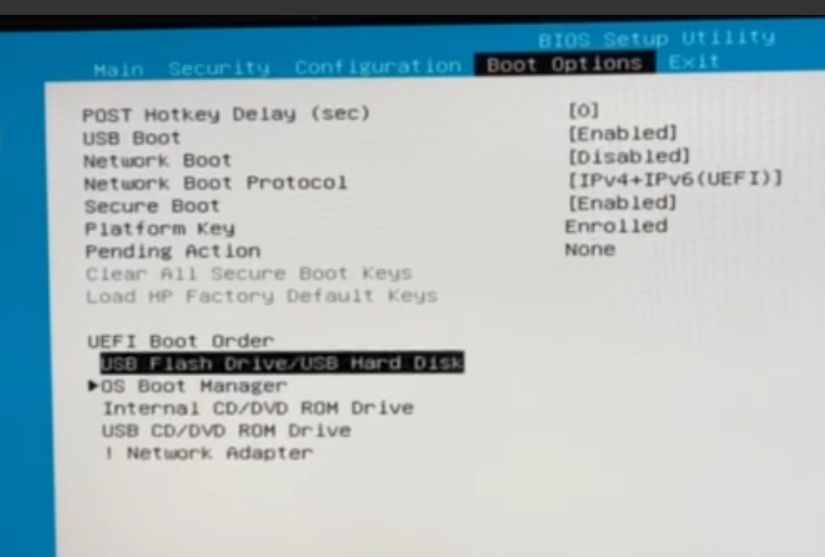 BIOS Setup Utility
Main Security Configuration Boot Options Exit
POST Hotkey Delay (sec) [0]
USB Boot [Enabled]
Network Boot [Disabled]
Network Boot Protocol [IPv4+IPv6(UEFI)]
Secure Boot [Enabled]
Platform Key Enrolled
Pending Action None
Clear All Secure Boot Keys
Load HP Factory Default Keys
UEFI Boot Order
USB Flash Drive/USB Hard Disk
▶OS Boot Manager
Internal CD/DVD ROM Drive
USB CD/DVD ROM Drive
! Network Adapter